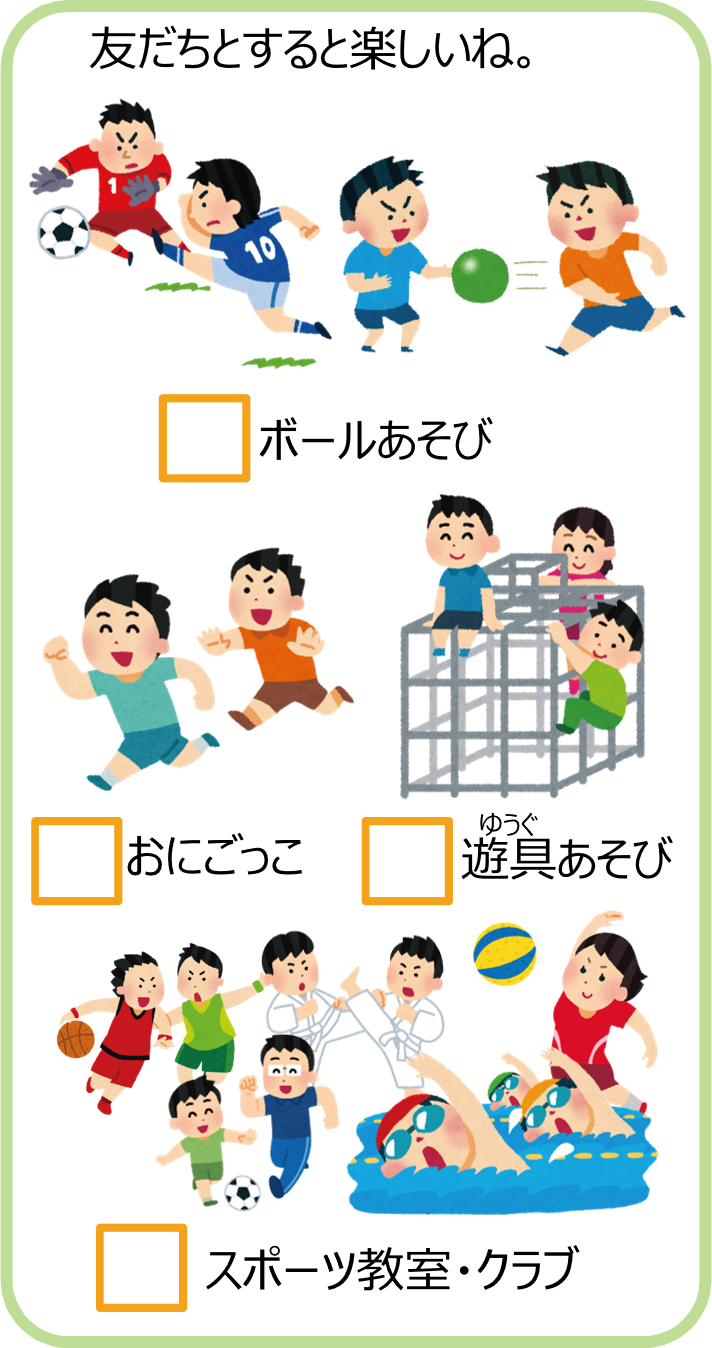 友だちとすると楽しいね。
1
10
ボールあそび
おにごっこ
ゆうぐ
遊具あそび
スポーツ教室・クラブ